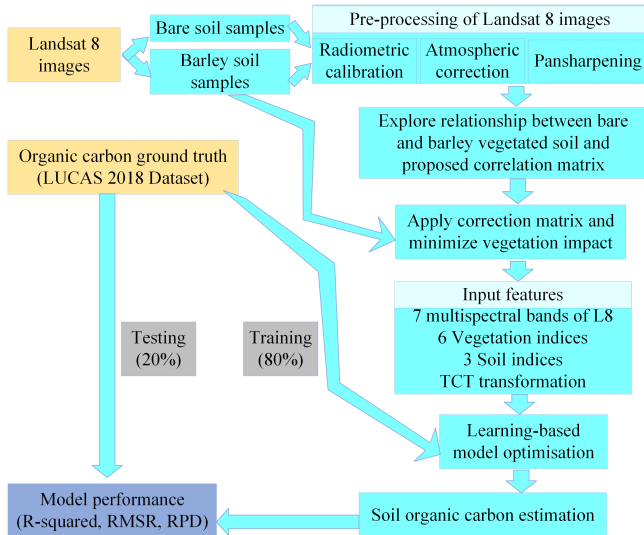 Landsat 8
images
Bare soil samples
Barley soil
samples
Pre-processing of Landsat 8 images
Radiometric
calibration
Atmospheric
correction
Pansharpening
Explore relationship between bare
and barley vegetated soil and
proposed correlation matrix
Organic carbon ground truth
(LUCAS 2018 Dataset)
Apply correction matrix and
minimize vegetation impact
Input features
7 multispectral bands of L8
6 Vegetation indices
3 Soil indices
TCT transformation
Testing
(20%)
Training
(80%)
Learning-based
model optimisation
Model performance
(R-squared, RMSR, RPD)
Soil organic carbon estimation